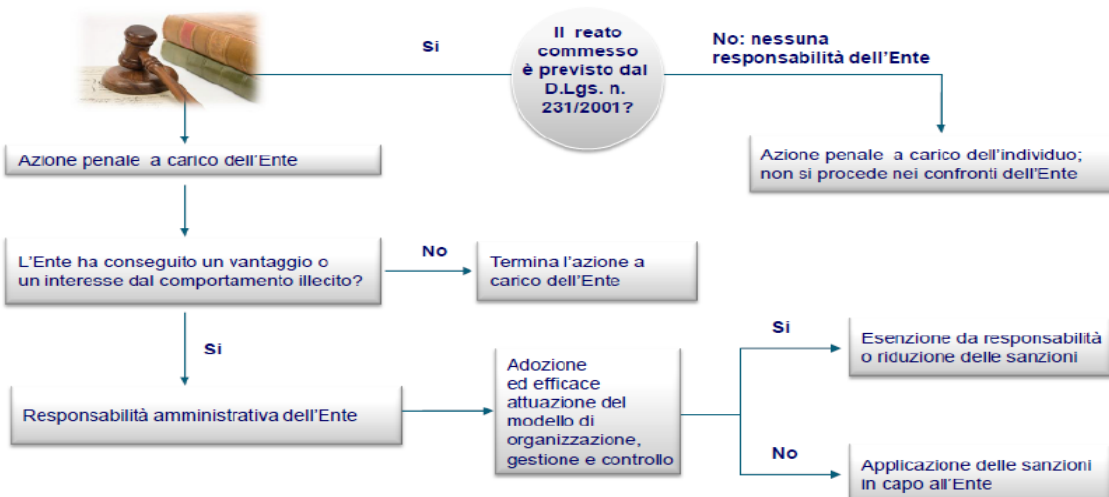 Il reato
commesso
è previsto dal
D.Lgs. n.
231/2001?
Si
No: nessuna
responsabilità dell'Ente
Azione penale a carico dell'Ente
Azione penale a carico dell'individuo;
non si procede nei confronti dell'Ente
L'Ente ha conseguito un vantaggio o
un interesse dal comportamento illecito?
No
Termina l'azione a
carico dell'Ente
Si
Responsabilità amministrativa dell'Ente
Adozione
ed efficace
attuazione del
modello di
organizzazione,
gestione e controllo
Si
Esenzione da responsabilità
o riduzione delle sanzioni
No
Applicazione delle sanzioni
in capo all'Ente